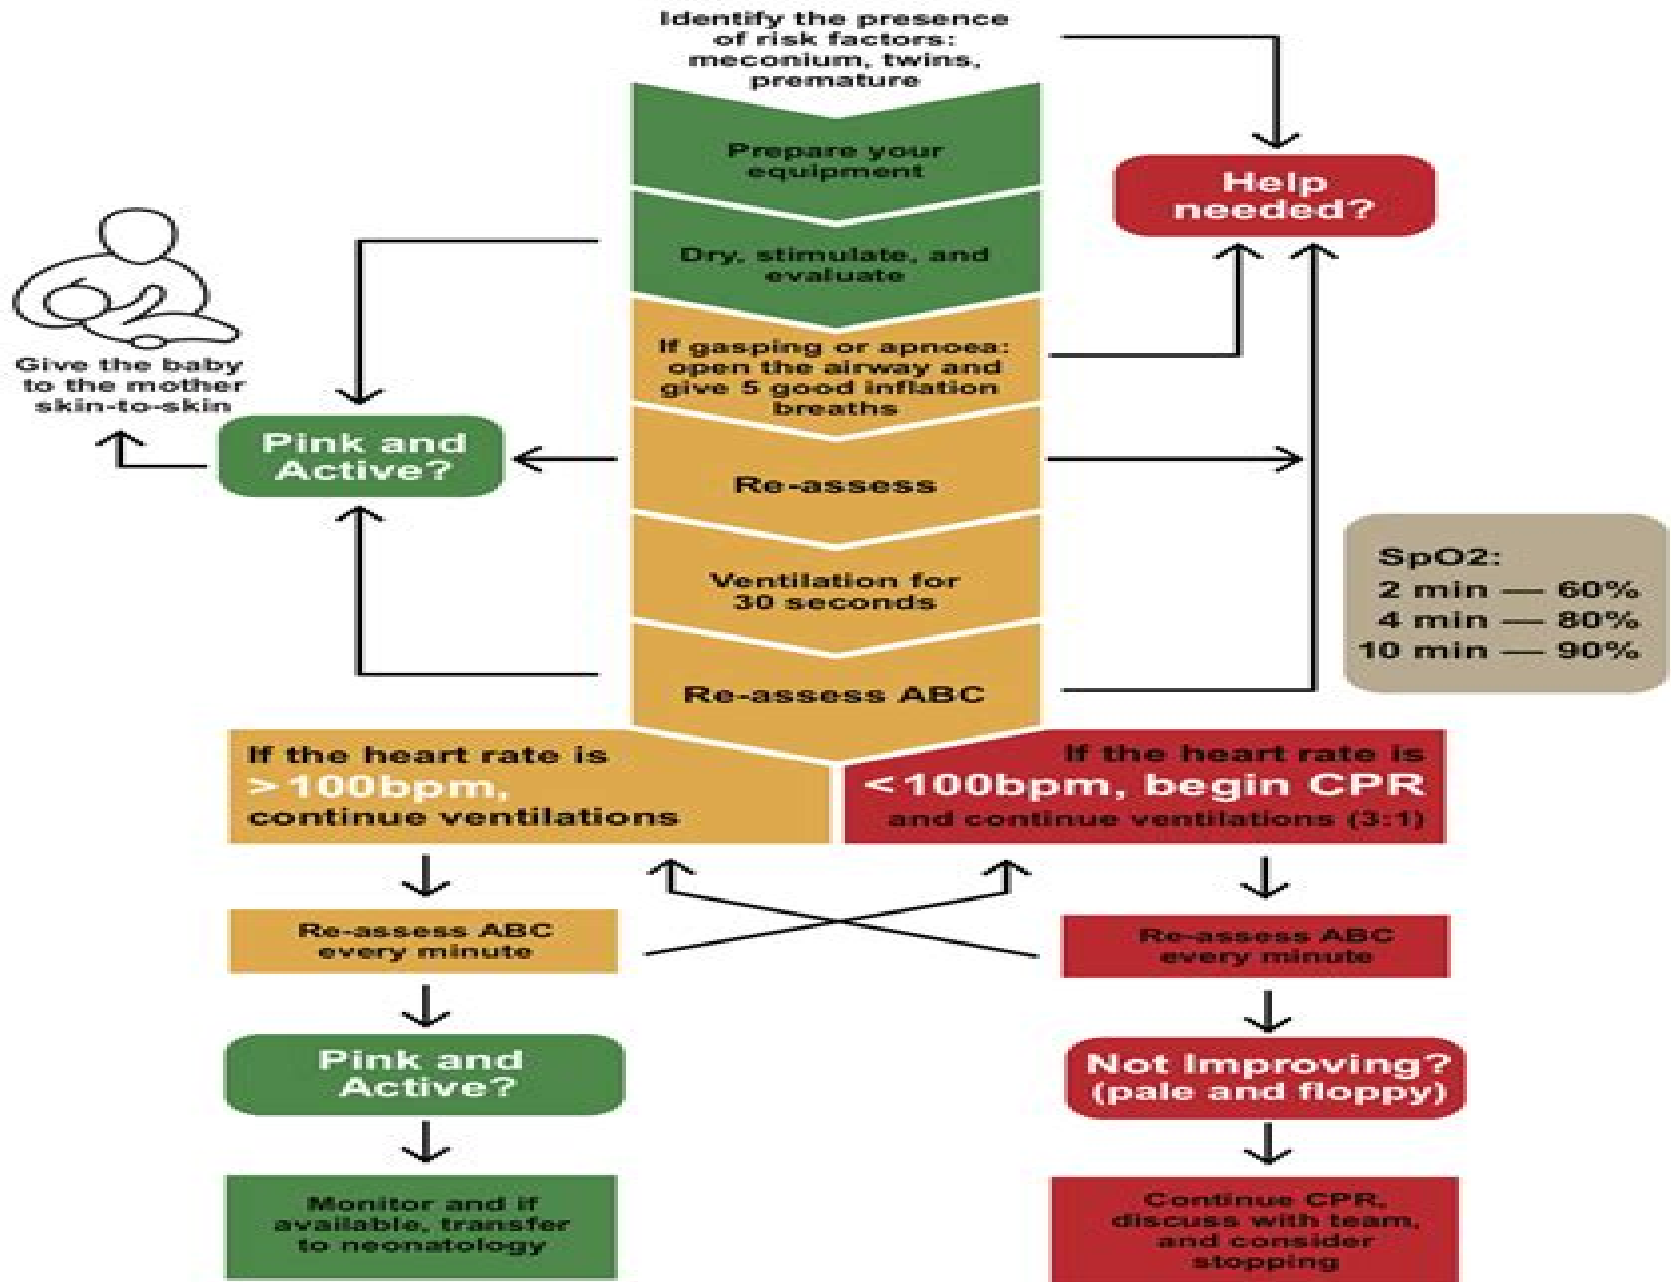 Identify the presence
of risk factors:
meconium, twins,
premature
Prepare your
equipment
Help
needed?
Dry, stimulate, and
evaluate
If gasping or apnoea:
open the airway and
give 5 good inflation
breaths
Give the baby
to the mother
skin-to-skin
Pink and
Active?
Re-assess
Ventilation for
30 seconds
SpO2:
2 min — 60%
4 min — 80%
10 min — 90%
Re-assess ABC
If the heart rate is
>100bpm,
continue ventilations
If the heart rate is
<100bpm, begin CPR
and continue ventilations (3:1)
Re-assess ABC
every minute
Re-assess ABC
every minute
Pink and
Active?
Not Improving?
(pale and floppy)
Monitor and if
available, transfer
to neonatology
Continue CPR,
discuss with team,
and consider
stopping